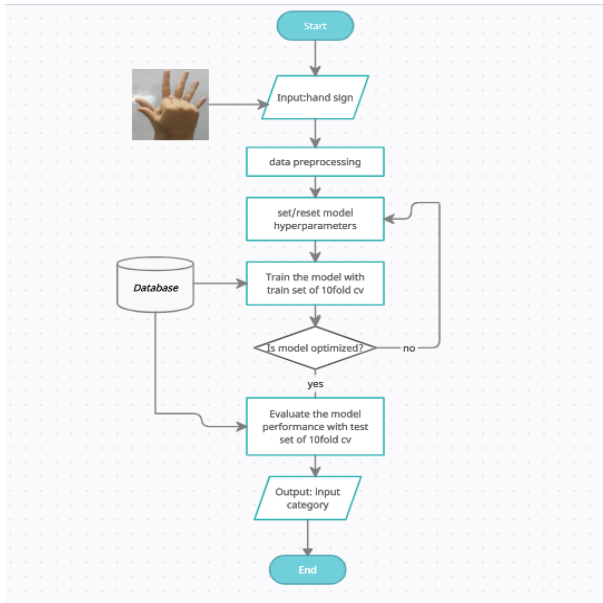 Start
Input:hand sign
data preprocessing
set/reset model
hyperparameters
Database
Train the model with
train set of 10fold cv
Is model optimized?
no
yes
Evaluate the model
performance with test
set of 10fold cv
Output: input
category
End